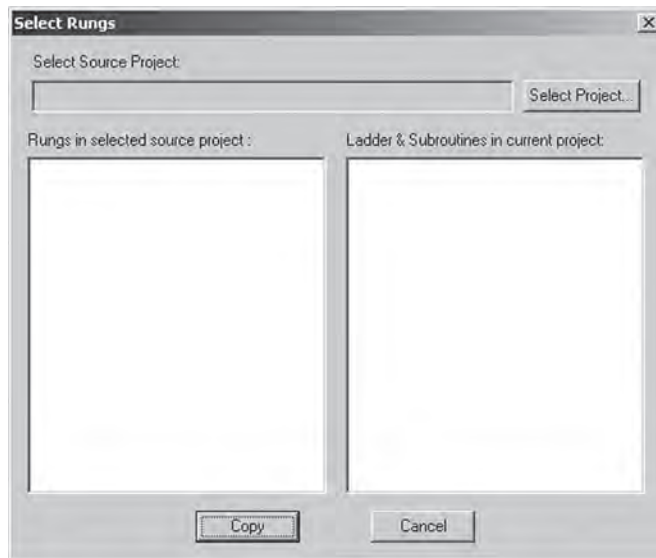 Select Rungs
Select Source Project:
Select Project...
Rungs in selected source project :
Ladder & Subroutines in current project:
Copy
Cancel